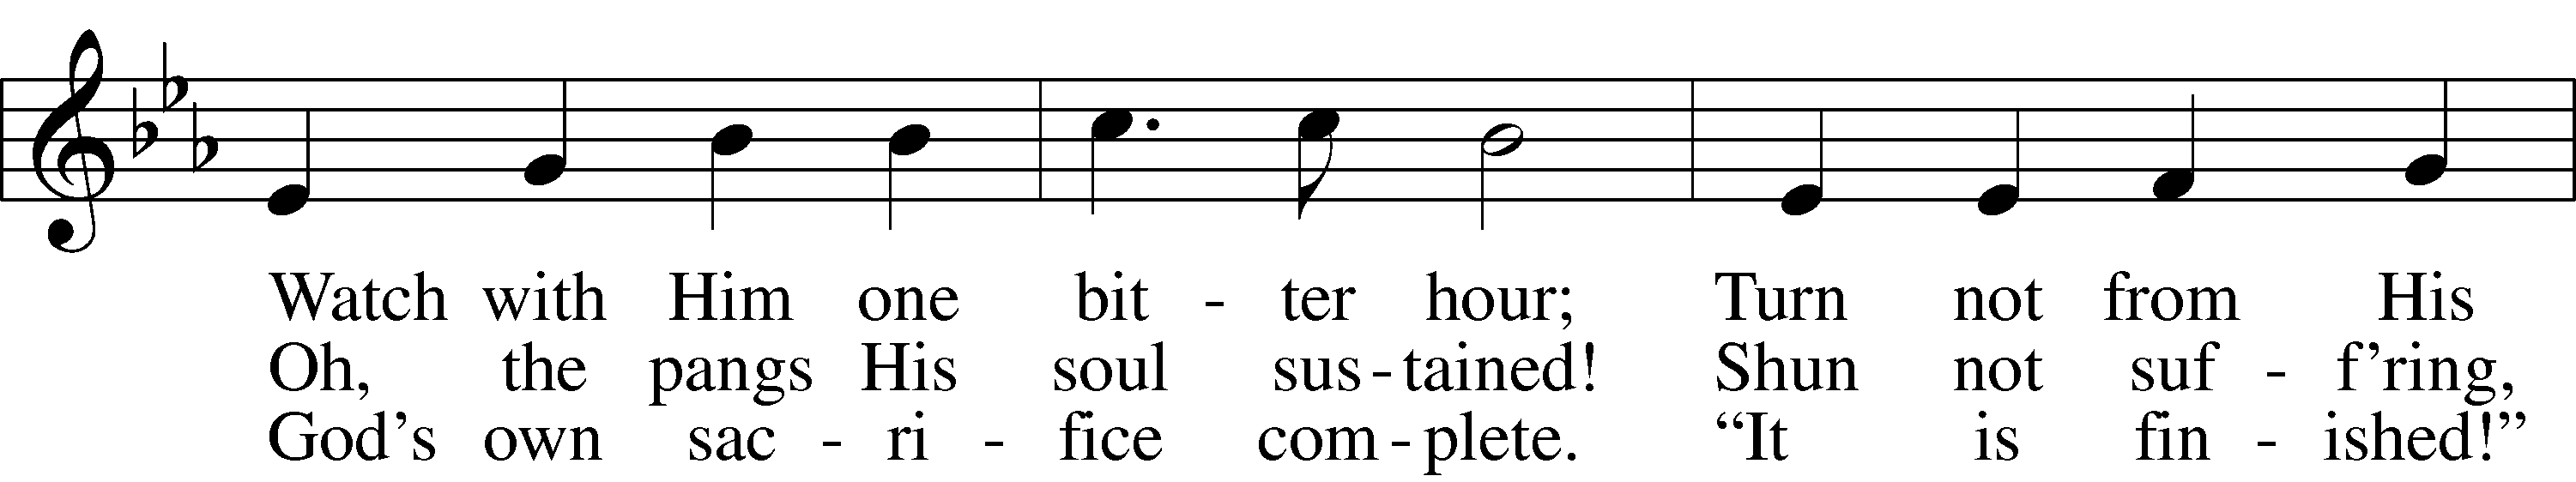 Watch with Him one bit - ter hour; Turn not from His
Oh, the pangs His soul sus - tained! Shun not suf - f’ring,
God’s own sac - ri - fice com - plete. “It is fin - ished!”